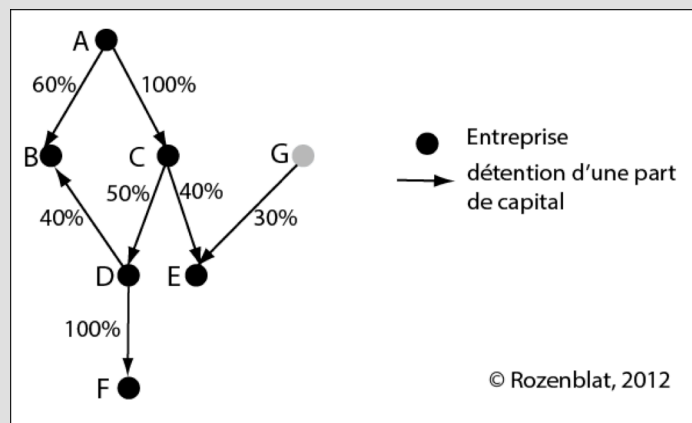 A
60%
100%
B
C
G
50%
40%
40%
30%
D
E
100%
F
Entreprise
détention d'une part
de capital
© Rozenblat, 2012